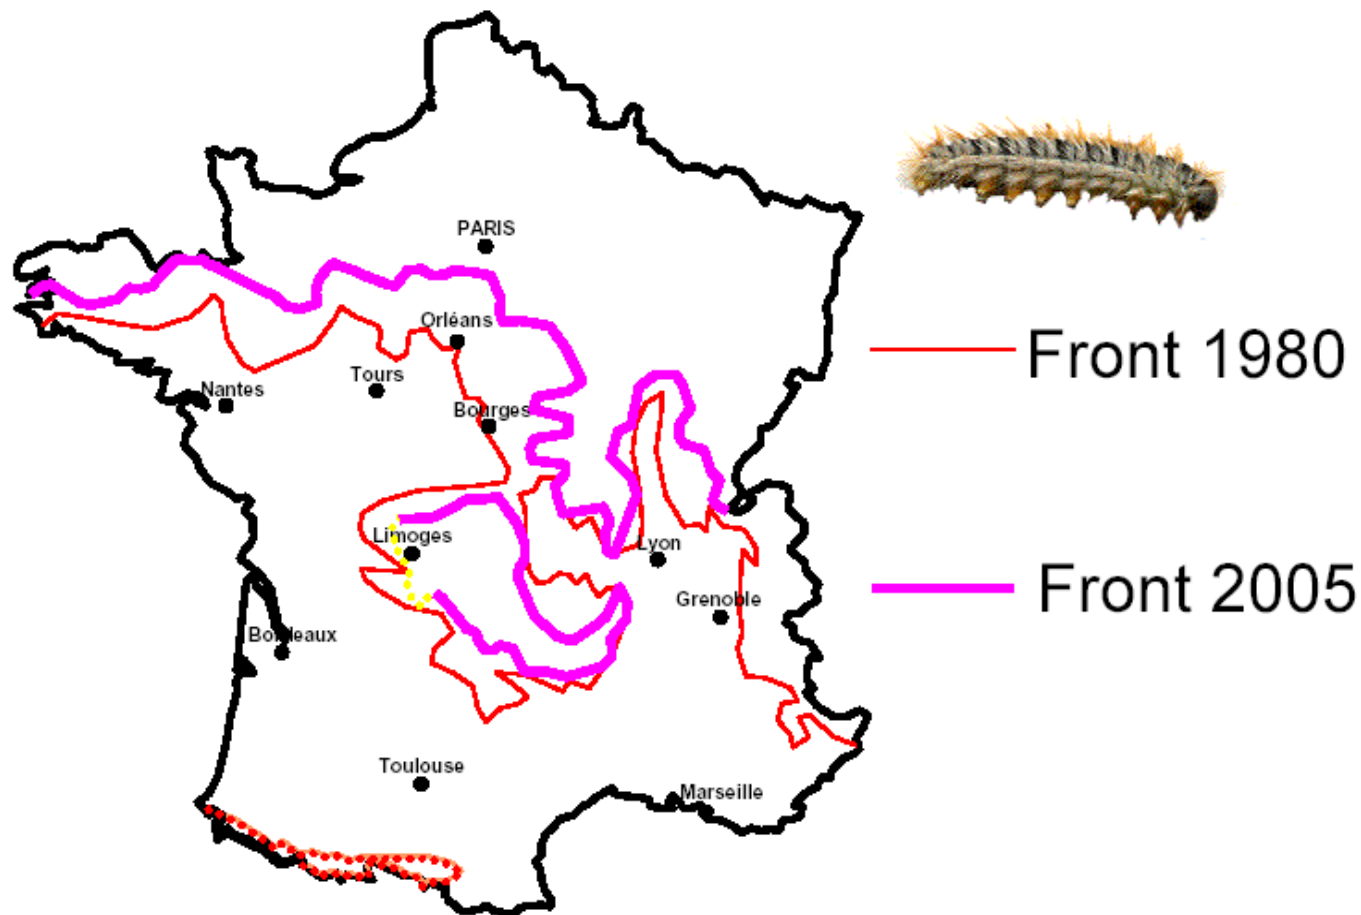 PARIS
Orléans
Front 1980
Nantes
Tours
Bourges
Limoges
Lyon
Front 2005
Grenoble
Bordeaux
Toulouse
Marseille